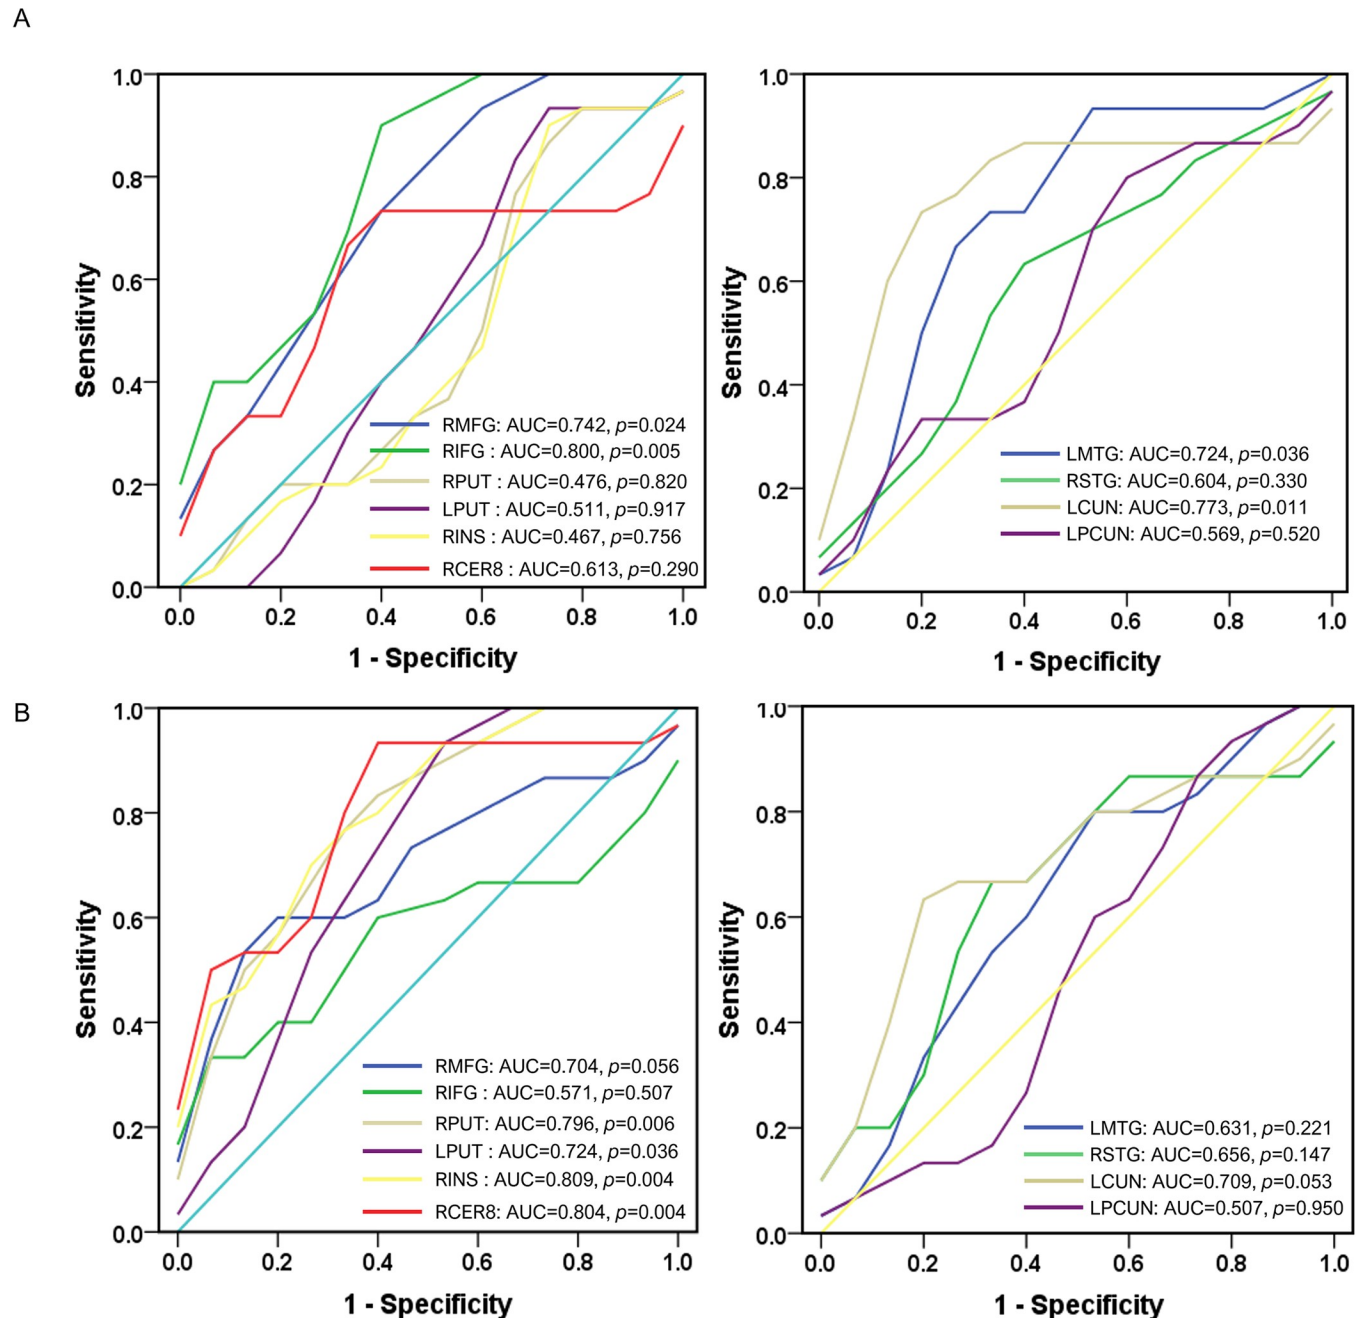 A
1.0
0.8
0.6
0.4
0.2
0.0
Sensitivity
RMFG: AUC=0.742, p=0.024
RIFG : AUC=0.800, p=0.005
RPUT : AUC=0.476, p=0.820
LPUT : AUC=0.511, p=0.917
RINS : AUC=0.467, p=0.756
RCER8 : AUC=0.613, p=0.290
0.0 0.2 0.4 0.6 0.8 1.0
1 - Specificity
1.0
0.8
0.6
0.4
0.2
0.0
Sensitivity
LMTG: AUC=0.724, p=0.036
RSTG: AUC=0.604, p=0.330
LCUN: AUC=0.773, p=0.011
LPCUN: AUC=0.569, p=0.520
0.0 0.2 0.4 0.6 0.8 1.0
1 - Specificity
B
1.0
0.8
0.6
0.4
0.2
0.0
Sensitivity
RMFG: AUC=0.704, p=0.056
RIFG : AUC=0.571, p=0.507
RPUT: AUC=0.796, p=0.006
LPUT : AUC=0.724, p=0.036
RINS : AUC=0.809, p=0.004
RCER8: AUC=0.804, p=0.004
0.0 0.2 0.4 0.6 0.8 1.0
1 - Specificity
1.0
0.8
0.6
0.4
0.2
0.0
Sensitivity
LMTG: AUC=0.631, p=0.221
RSTG: AUC=0.656, p=0.147
LCUN: AUC=0.709, p=0.053
LPCUN: AUC=0.507, p=0.950
0.0 0.2 0.4 0.6 0.8 1.0
1 - Specificity